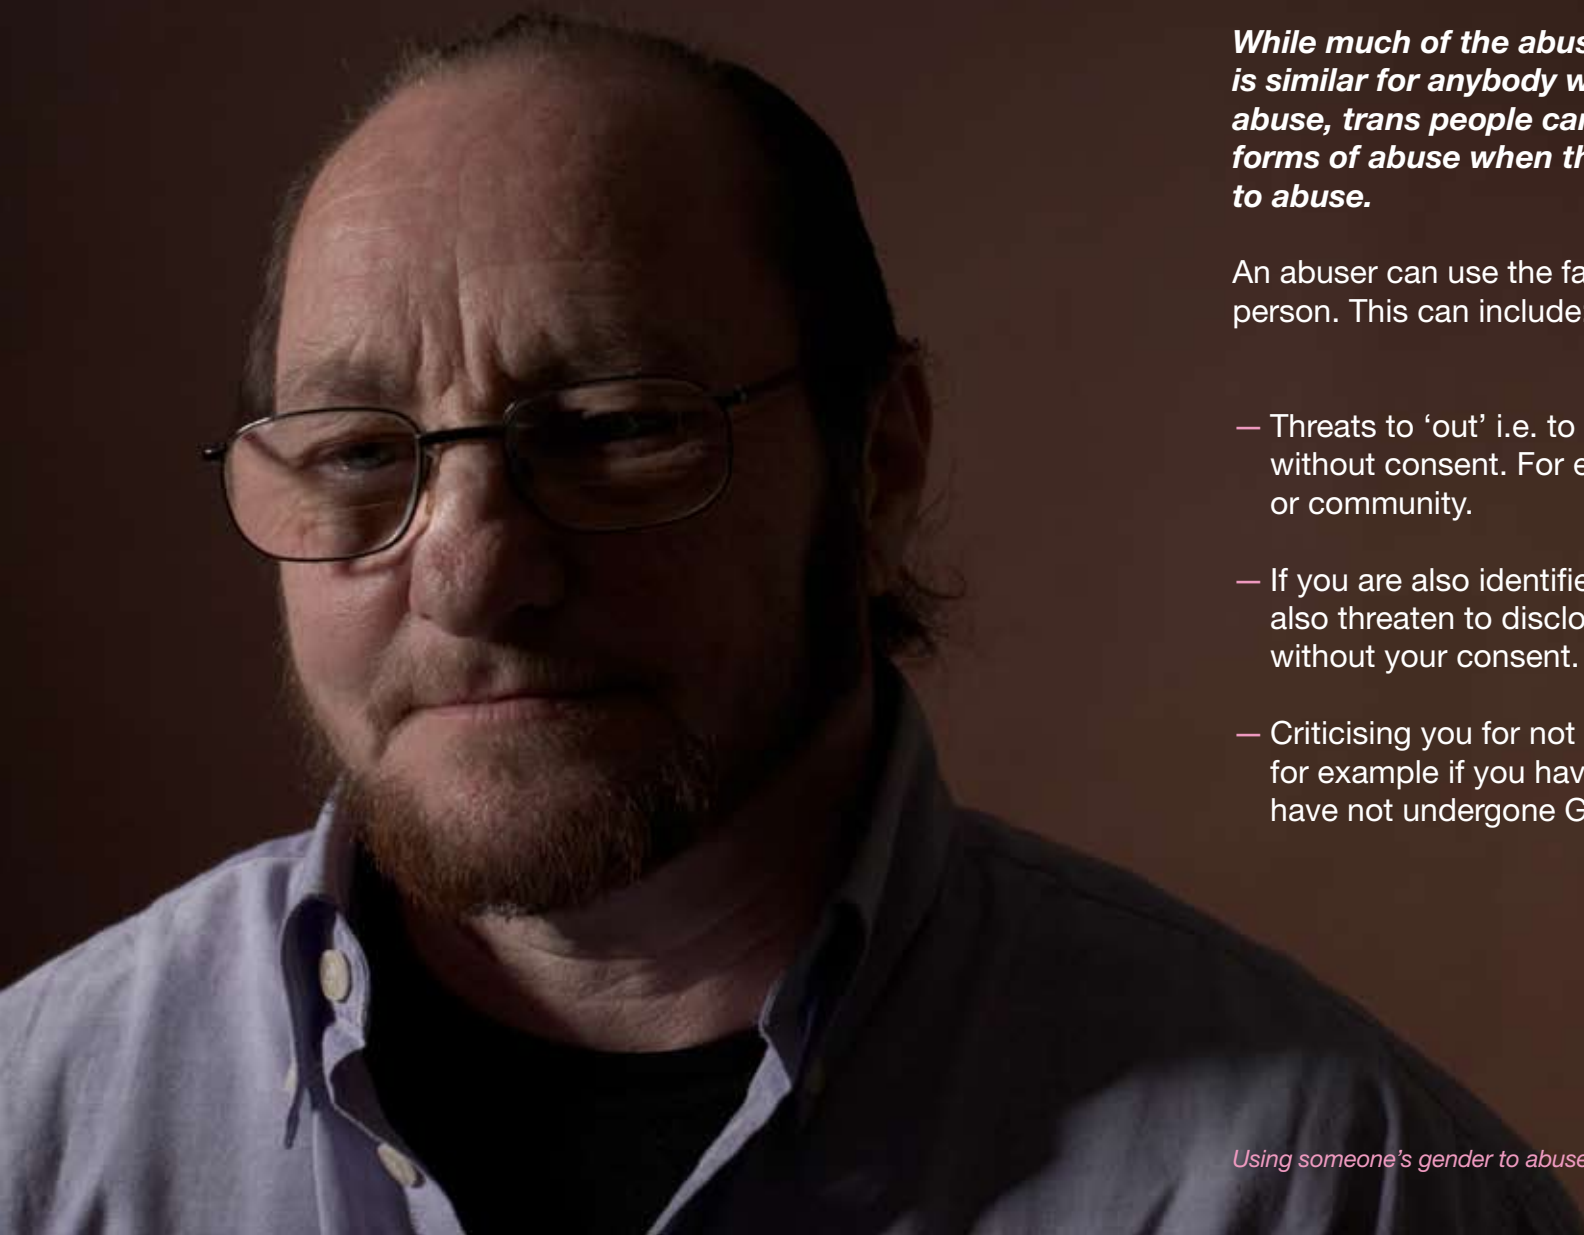 While much of the abus
is similar for anybody w
abuse, trans people can
forms of abuse when th
to abuse.
An abuser can use the fa
person. This can include
— Threats to ‘out’ i.e. to
without consent. For e
or community.
— If you are also identifie
also threaten to disclo
without your consent.
— Criticising you for not
for example if you hav
have not undergone G
Using someone’s gender to abuse